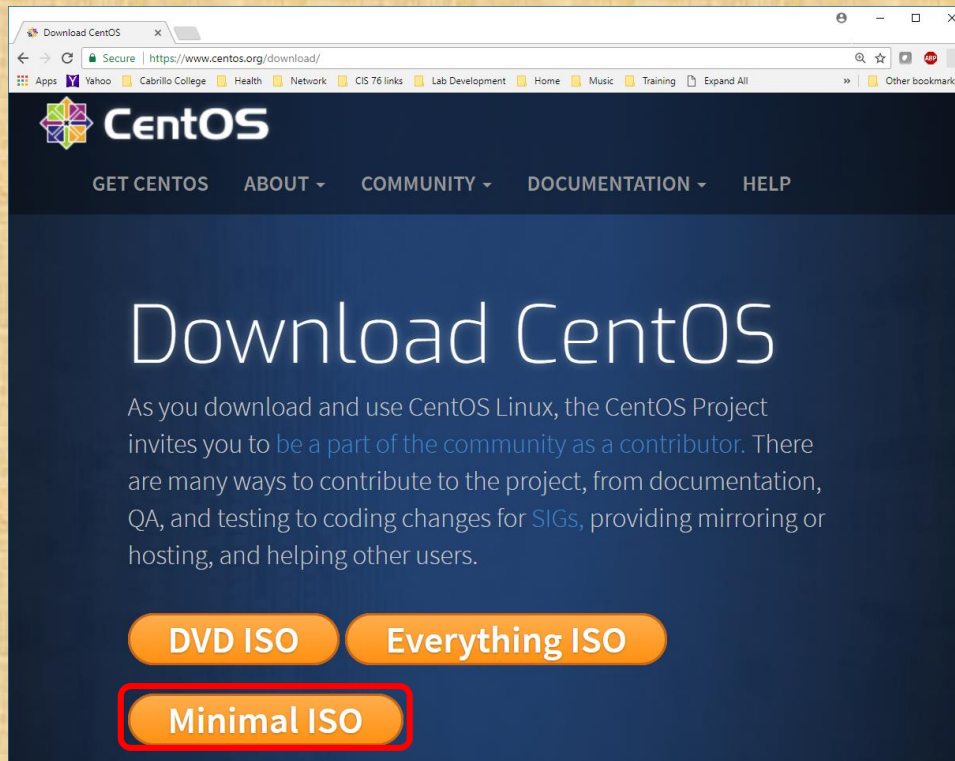 Download CentOS
Secure | https://www.centos.org/download/
ABP
Apps Yahoo Cabrillo College Health Network CIS 76 links Lab Development Home Music Training Expand All » Other bookmark
CentOS
GET CENTOS ABOUT COMMUNITY DOCUMENTATION HELP
Download CentOS
As you download and use CentOS Linux, the CentOS Project
invites you to be a part of the community as a contributor. There
are many ways to contribute to the project, from documentation,
QA, and testing to coding changes for SIGs, providing mirroring or
hosting, and helping other users.
DVD ISO Everything ISO
Minimal ISO